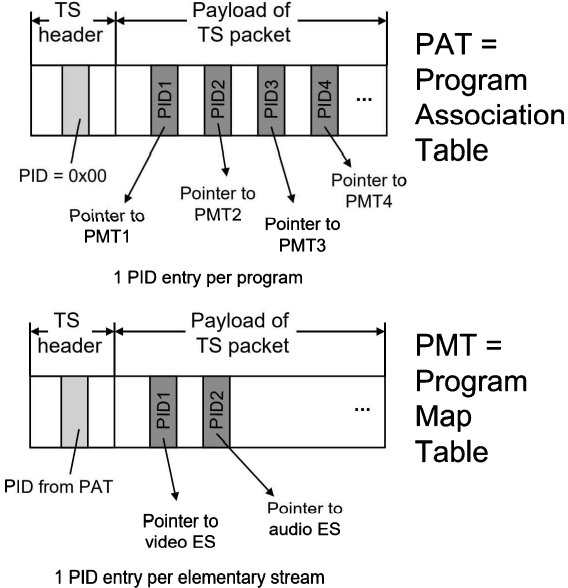 TS
header
Payload of
TS packet
PAT =
Program
Association
Table
PID1
PID2
PID3
PID4
...
PID = 0x00
Pointer to
PMT1
Pointer to
PMT2
Pointer to
PMT3
Pointer to
PMT4
1 PID entry per program
TS
header
Payload of
TS packet
PMT =
Program
Map
Table
PID1
PID2
...
PID from PAT
Pointer to
video ES
Pointer to
audio ES
1 PID entry per elementary stream